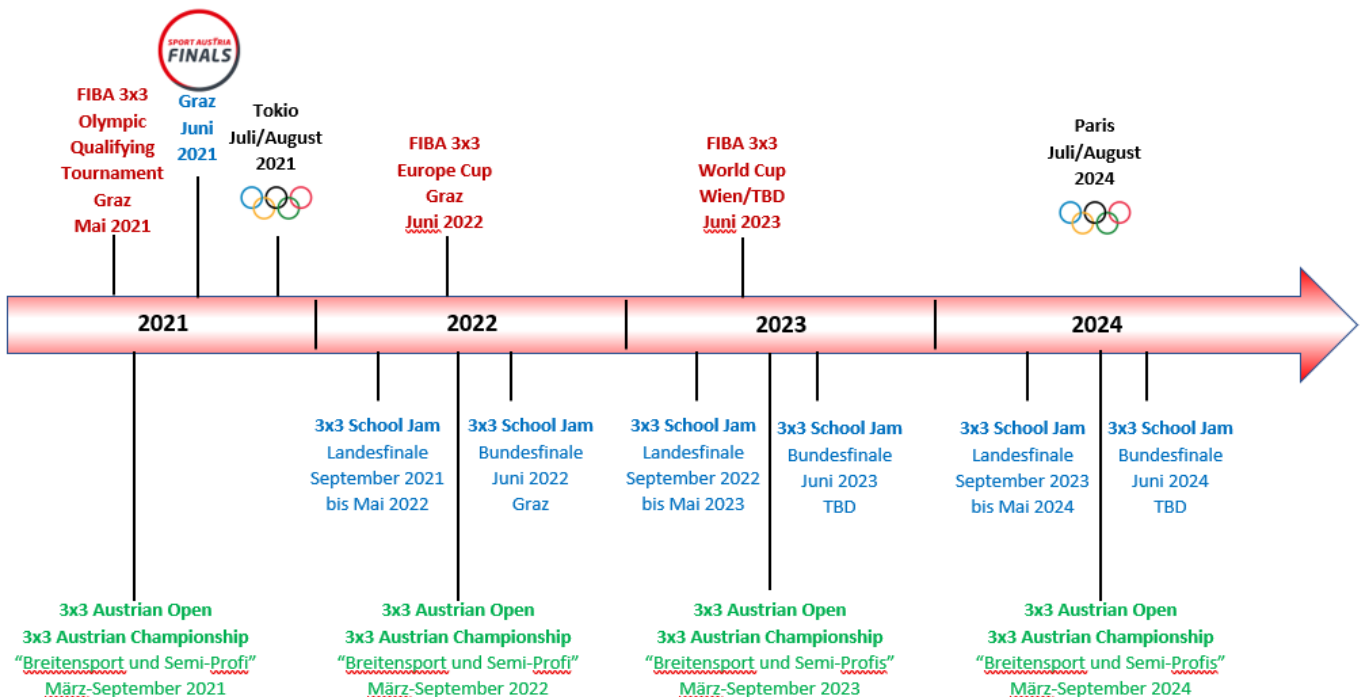 SPORT AUSTRIA
FINALS
FIBA 3x3
Olympic
Qualifying
Tournament
Graz
Mai 2021
Graz
Juni
2021
Tokio
Juli/August
2021
FIBA 3x3
Europe Cup
Graz
Juni 2022
FIBA 3x3
World Cup
Wien/TBD
Juni 2023
Paris
Juli/August
2024
2021
2022
2023
2024
3x3 School Jam
Landesfinale
September 2021
bis Mai 2022
3x3 School Jam
Bundesfinale
Juni 2022
Graz
3x3 School Jam
Landesfinale
September 2022
bis Mai 2023
3x3 School Jam
Bundesfinale
Juni 2023
TBD
3x3 School Jam
Landesfinale
September 2023
bis Mai 2024
3x3 School Jam
Bundesfinale
Juni 2024
TBD
3x3 Austrian Open
3x3 Austrian Championship
“Breitensport und Semi-Profi”
März-September 2021
3x3 Austrian Open
3x3 Austrian Championship
“Breitensport und Semi-Profi”
März-September 2022
3x3 Austrian Open
3x3 Austrian Championship
“Breitensport und Semi-Profis”
März-September 2023
3x3 Austrian Open
3x3 Austrian Championship
“Breitensport und Semi-Profis”
März-September 2024